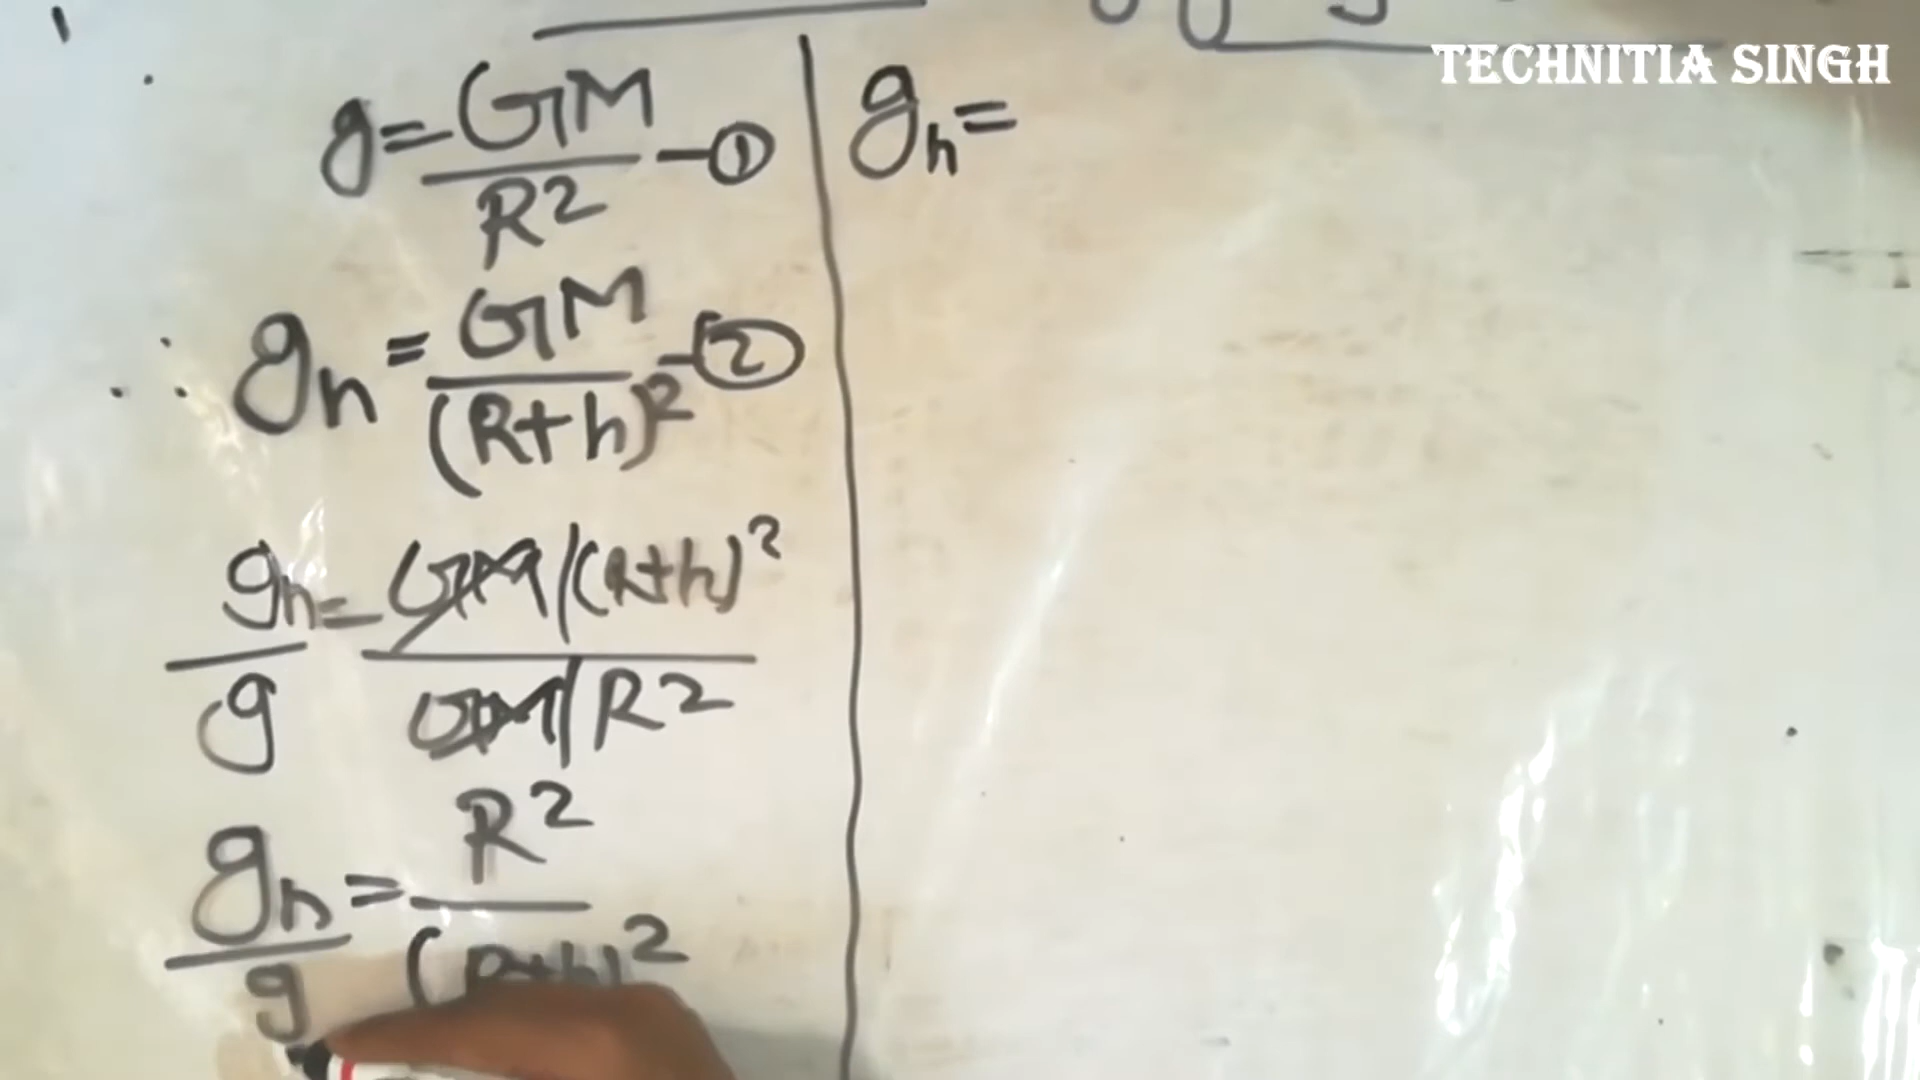 TECHNITIA SINGH
g = GM / R² — ①
∴ gh = GM / (R+h)² — ②
gh / g = GM/(R+h)² / GM/R²
gh / g = R² / (R+h)²
gh =